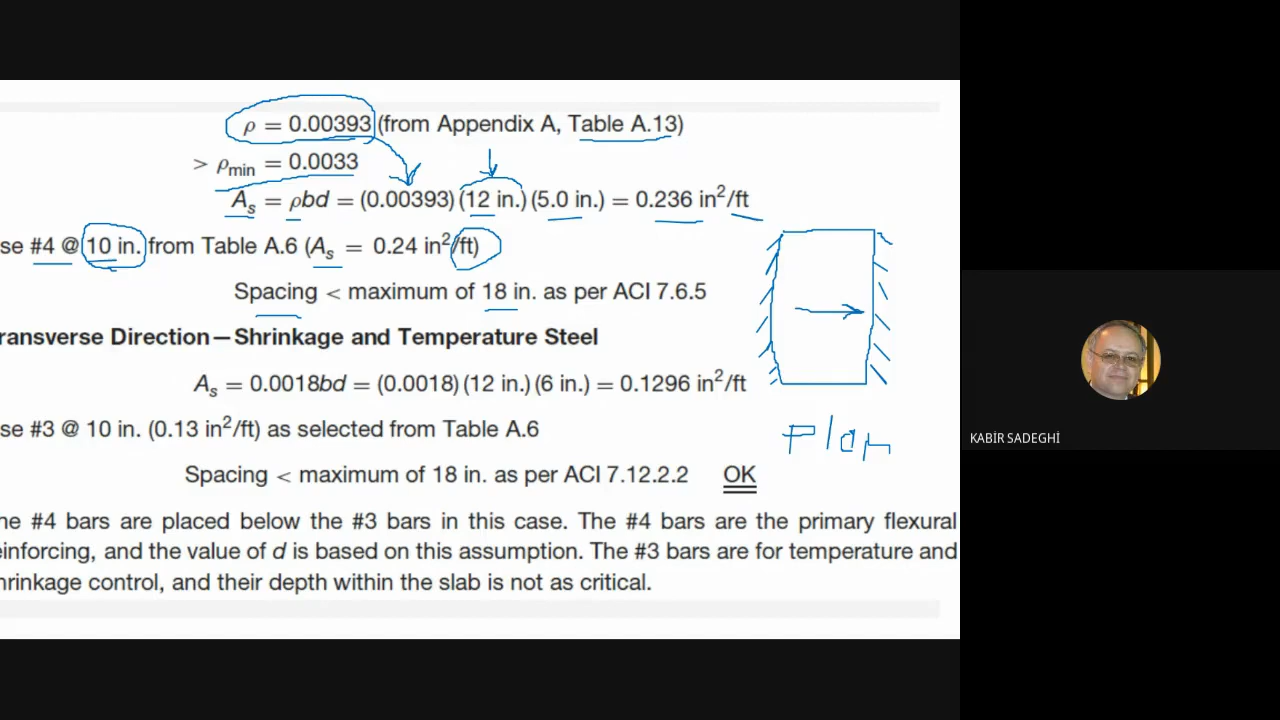 ρ = 0.00393 (from Appendix A, Table A.13)
> ρmin = 0.0033
As = ρbd = (0.00393) (12 in.) (5.0 in.) = 0.236 in²/ft
se #4 @ 10 in. from Table A.6 (As = 0.24 in²/ft)
Spacing < maximum of 18 in. as per ACI 7.6.5
ransverse Direction—Shrinkage and Temperature Steel
As = 0.0018bd = (0.0018) (12 in.) (6 in.) = 0.1296 in²/ft
se #3 @ 10 in. (0.13 in²/ft) as selected from Table A.6
Spacing < maximum of 18 in. as per ACI 7.12.2.2 OK
he #4 bars are placed below the #3 bars in this case. The #4 bars are the primary flexural
einforcing, and the value of d is based on this assumption. The #3 bars are for temperature and
hrinkage control, and their depth within the slab is not as critical.
Plan
KABİR SADEGHİ